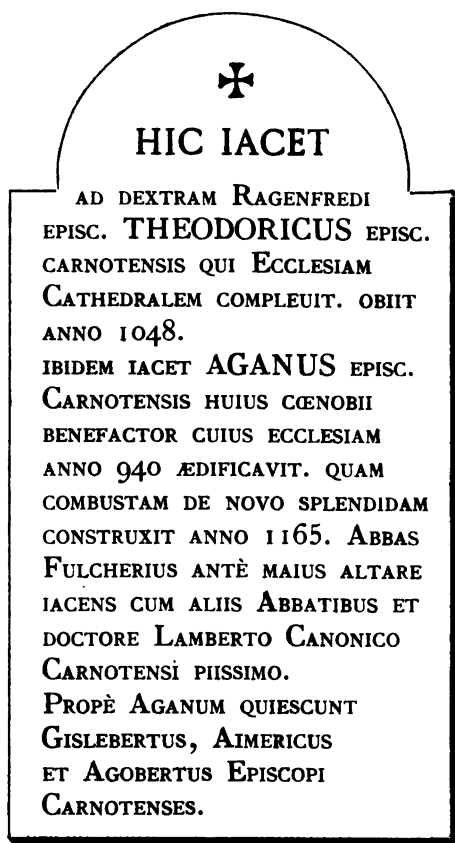 HIC IACET
AD DEXTRAM RAGENFREDI
EPISC. THEODORICUS EPISC.
CARNOTENSIS QUI ECCLESIAM
CATHEDRALEM COMPLEUIT. OBIIT
ANNO 1048.
IBIDEM IACET AGANUS EPISC.
CARNOTENSIS HUIUS CŒNOBII
BENEFACTOR CUIUS ECCLESIAM
ANNO 940 ÆDIFICAVIT. QUAM
COMBUSTAM DE NOVO SPLENDIDAM
CONSTRUXIT ANNO 1165. ABBAS
FULCHERIUS ANTÈ MAIUS ALTARE
IACENS CUM ALIIS ABBATIBUS ET
DOCTORE LAMBERTO CANONICO
CARNOTENSI PIISSIMO.
PROPÈ AGANUM QUIESCUNT
GISLEBERTUS, AIMERICUS
ET AGOBERTUS EPISCOPI
CARNOTENSES.